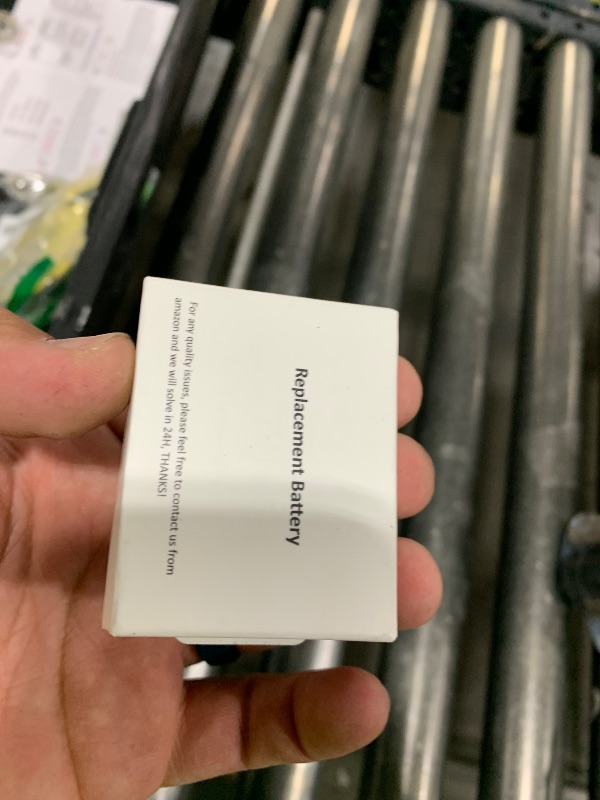 Replacement Battery
For any quality issues, please feel free to contact us from
amazon and we will solve in 24H, THANKS!